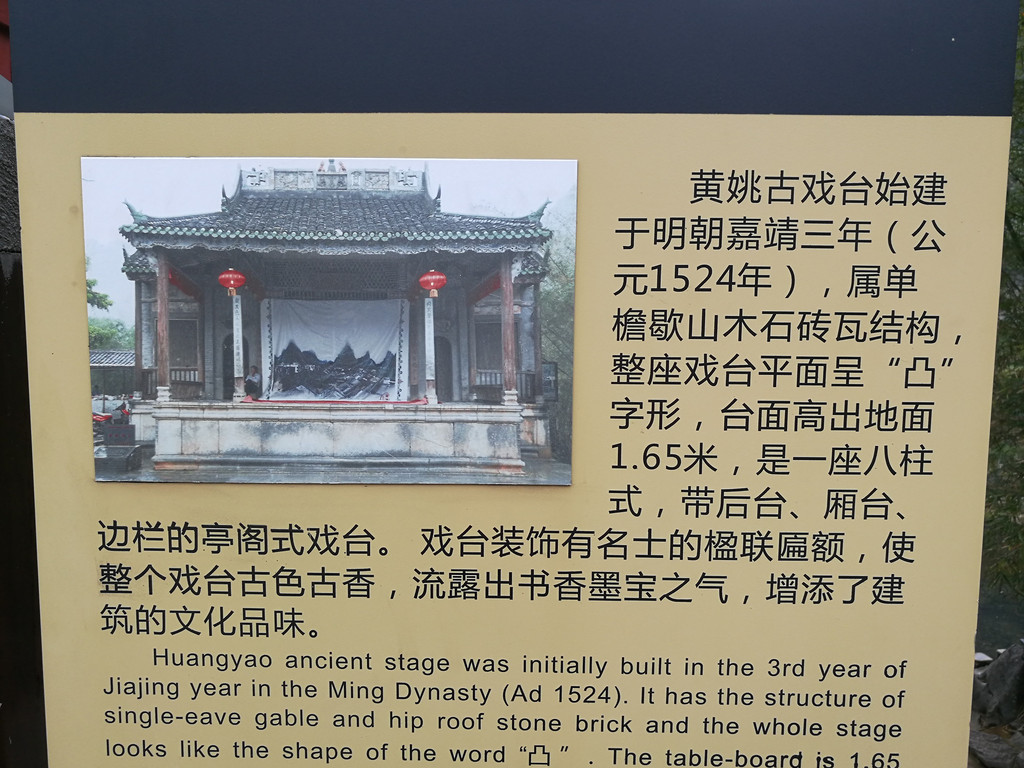 黄姚古戏台始建
于明朝嘉靖三年（公
元1524年），属单
檐歇山木石砖瓦结构，
整座戏台平面呈“凸”
字形，台面高出地面
1.65米，是一座八柱
式，带后台、厢台、
边栏的亭阁式戏台。 戏台装饰有名士的楹联匾额，使
整个戏台古色古香，流露出书香墨宝之气，增添了建
筑的文化品味。
Huangyao ancient stage was initially built in the 3rd year of
Jiajing year in the Ming Dynasty (Ad 1524). It has the structure of
single-eave gable and hip roof stone brick and the whole stage
looks like the shape of the word “凸 ” . The table-board is 1.65